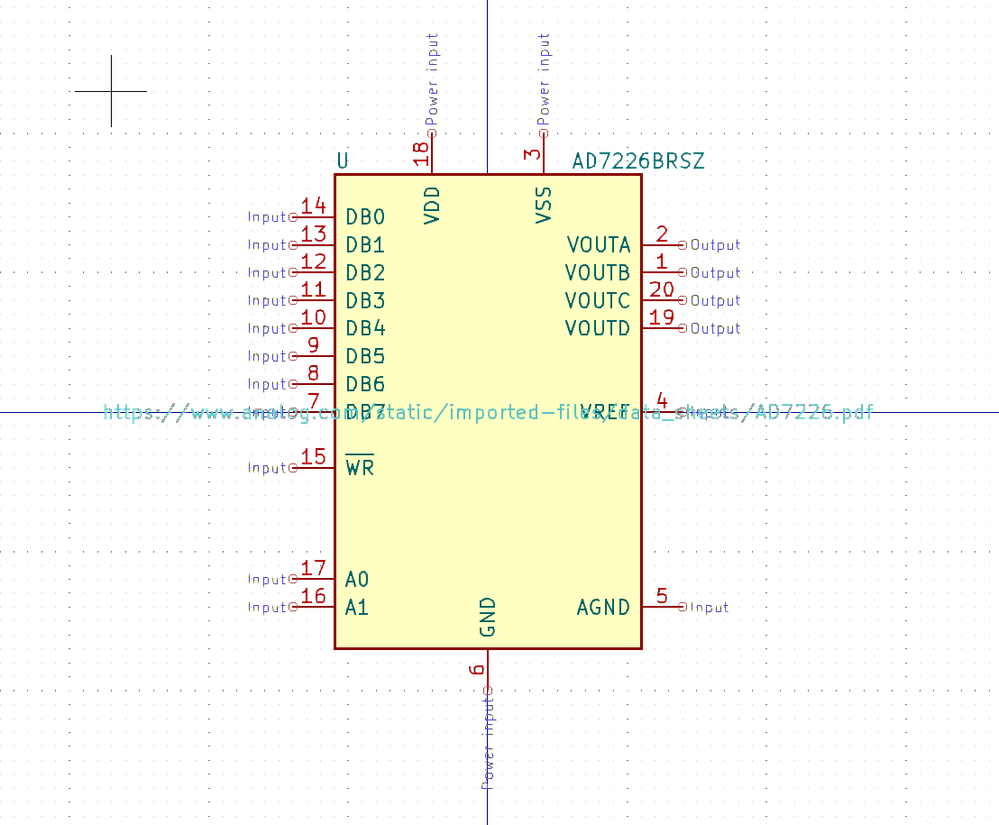 Power input
Power input
18
3
U
AD7226BRSZ
VDD
VSS
Input 14 DB0
Input 13 DB1
VOUTA 2 Output
Input 12 DB2
VOUTB 1 Output
Input 11 DB3
VOUTC 20 Output
Input 10 DB4
VOUTD 19 Output
Input 9 DB5
Input 8 DB6
Input 7 DB7
VREF 4 Input
https://www.analog.com/static/imported-files/data_sheets/AD7226.pdf
Input 15 WR
Input 17 A0
Input 16 A1
GND
AGND 5 Input
6
Power input